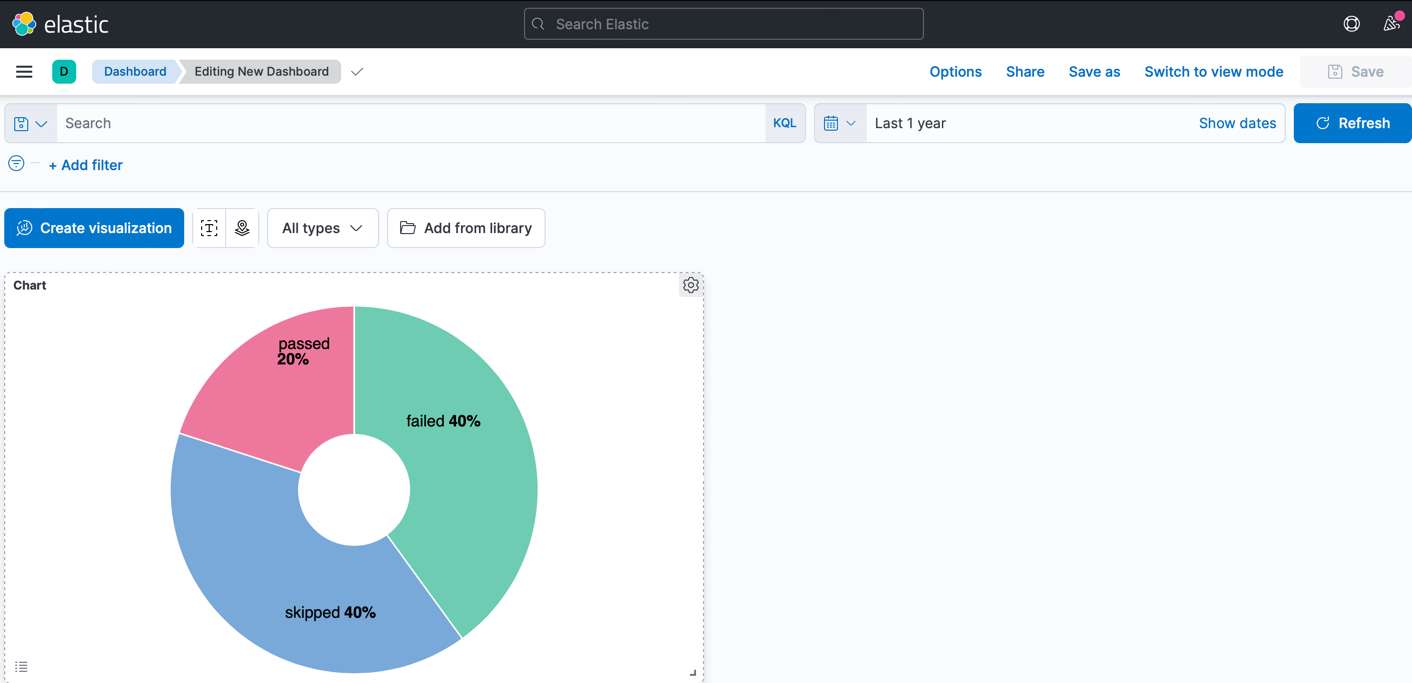 elastic
Search Elastic
D
Dashboard
Editing New Dashboard
Options
Share
Save as
Switch to view mode
Save
Search
KQL
Last 1 year
Show dates
Refresh
+ Add filter
Create visualization
T
All types
Add from library
Chart
passed
20%
failed 40%
skipped 40%